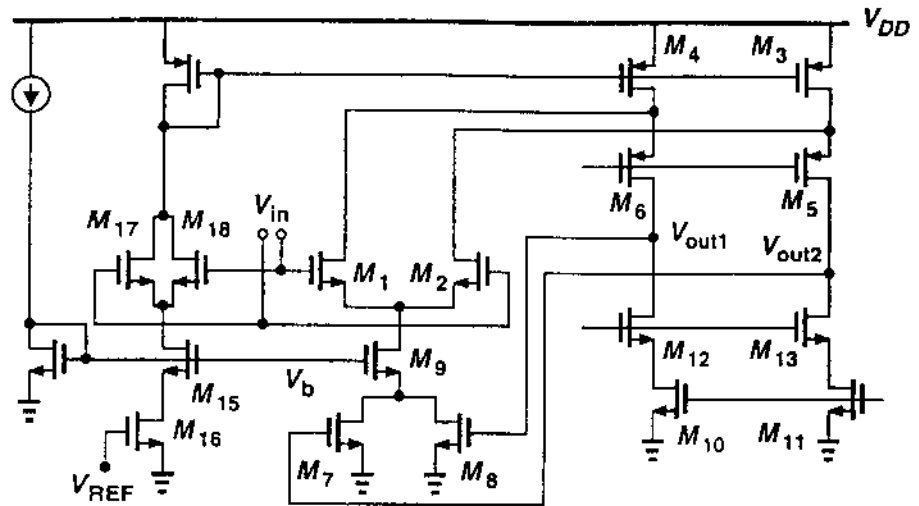 V_DD
M_4
M_3
M_6
M_5
M_17
M_18
V_in
M_1
M_2
V_out1
V_out2
M_12
M_13
M_9
V_b
M_15
M_16
V_REF
M_7
M_8
M_10
M_11